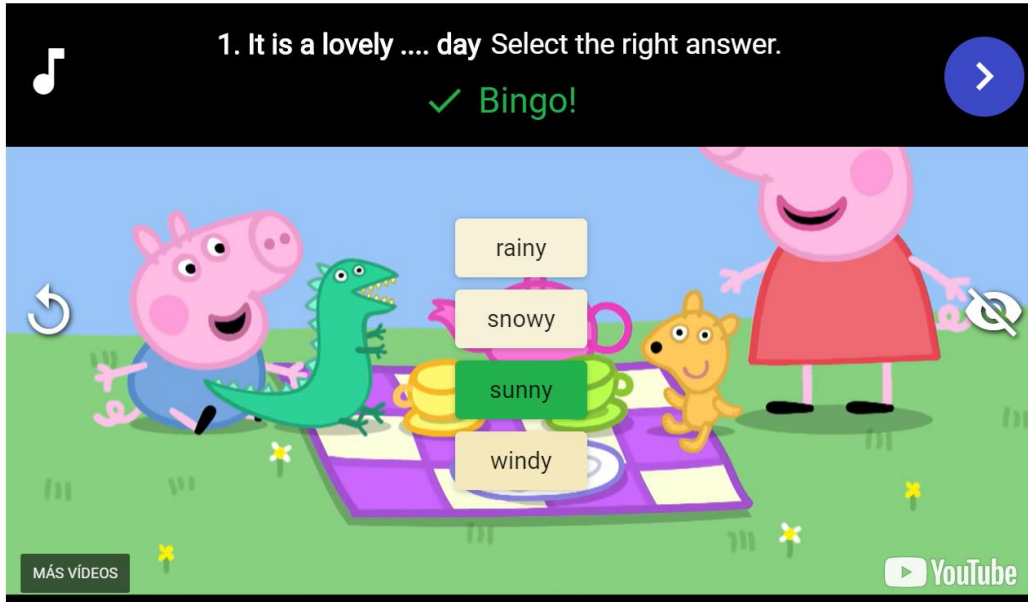 1. It is a lovely .... day Select the right answer.
Bingo!
rainy
snowy
sunny
windy
MÁS VÍDEOS
YouTube